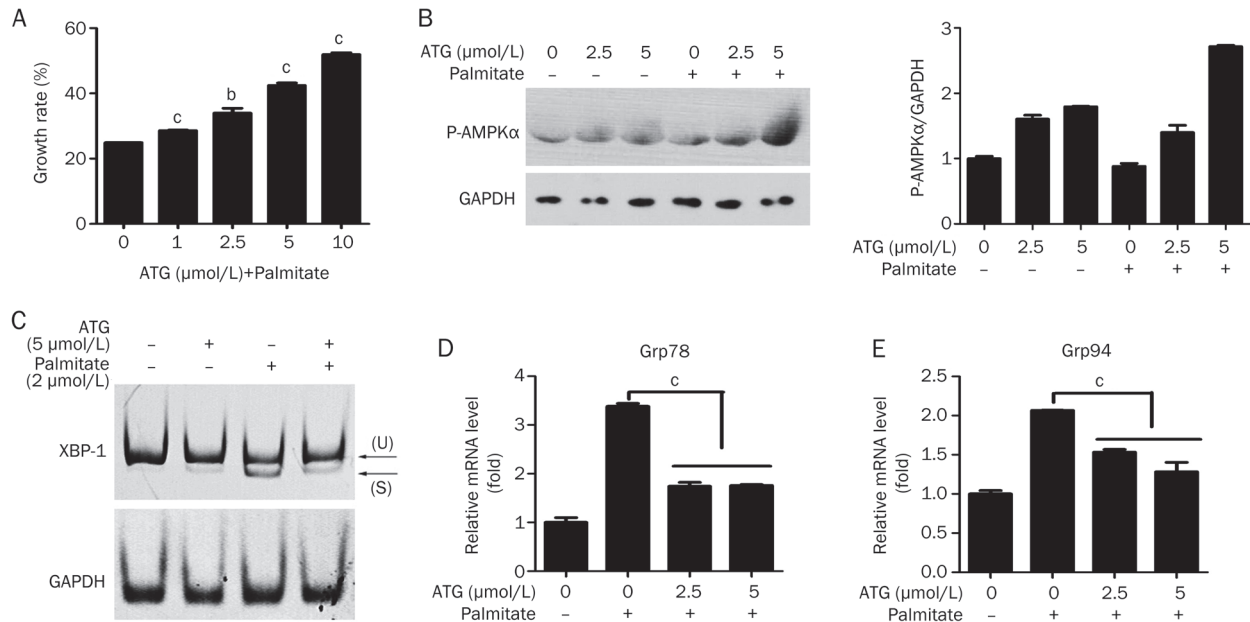 A
60
40
20
0
Growth rate (%)
c
b
c
c
0 1 2.5 5 10
ATG (μmol/L)+Palmitate
B
ATG (μmol/L) 0 2.5 5 0 2.5 5
Palmitate – – – + + +
P-AMPKα
GAPDH
3
2
1
0
P-AMPKα/GAPDH
ATG (μmol/L) 0 2.5 5 0 2.5 5
Palmitate – – – + + +
C
ATG
(5 μmol/L) – + – +
Palmitate – – + +
(2 μmol/L)
XBP-1
(U)
(S)
GAPDH
D
Grp78
4
3
2
1
0
Relative mRNA level
(fold)
c
ATG (μmol/L) 0 0 2.5 5
Palmitate – + + +
E
Grp94
2.5
2.0
1.5
1.0
0.5
0.0
Relative mRNA level
(fold)
c
ATG (μmol/L) 0 0 2.5 5
Palmitate – + + +